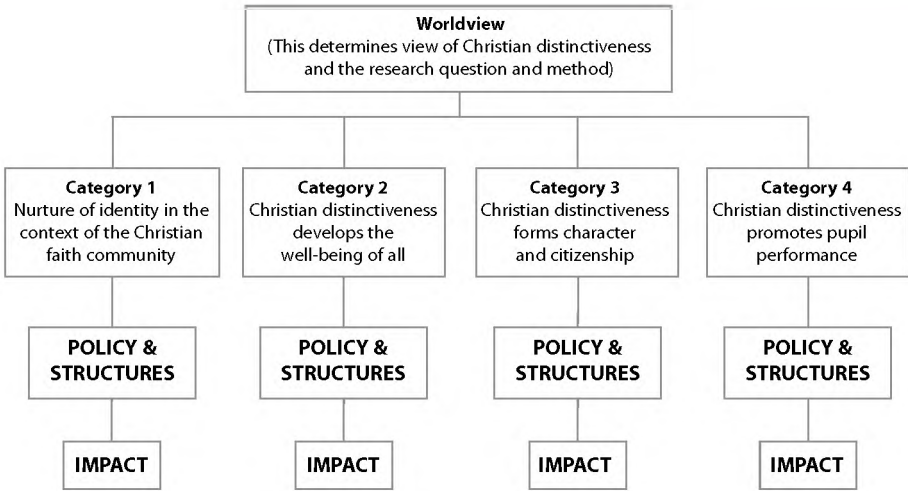 Worldview
(This determines view of Christian distinctiveness
and the research question and method)
Category 1
Nurture of identity in the
context of the Christian
faith community
Category 2
Christian distinctiveness
develops the
well-being of all
Category 3
Christian distinctiveness
forms character
and citizenship
Category 4
Christian distinctiveness
promotes pupil
performance
POLICY &
STRUCTURES
POLICY &
STRUCTURES
POLICY &
STRUCTURES
POLICY &
STRUCTURES
IMPACT
IMPACT
IMPACT
IMPACT